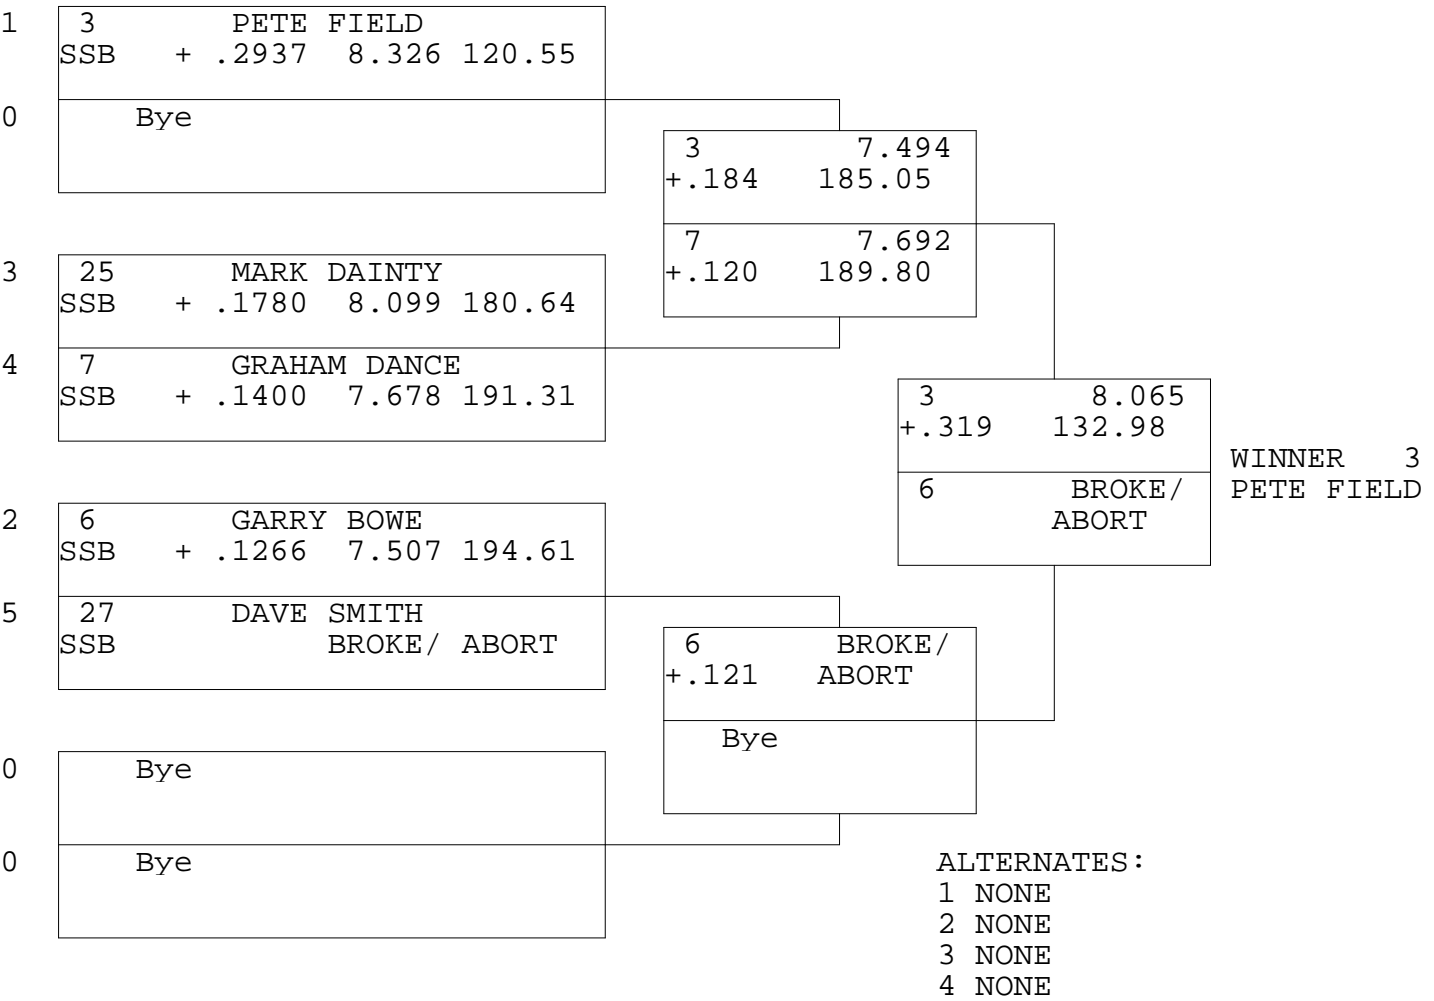 1 3 PETE FIELD
SSB + .2937 8.326 120.55
0 Bye
3 7.494
+.184 185.05
7 7.692
+.120 189.80
3 25 MARK DAINTY
SSB + .1780 8.099 180.64
4 7 GRAHAM DANCE
SSB + .1400 7.678 191.31
3 8.065
+.319 132.98
6 BROKE/
ABORT
WINNER 3
PETE FIELD
2 6 GARRY BOWE
SSB + .1266 7.507 194.61
5 27 DAVE SMITH
SSB BROKE/ ABORT
6 BROKE/
+.121 ABORT
Bye
0 Bye
0 Bye
ALTERNATES:
1 NONE
2 NONE
3 NONE
4 NONE